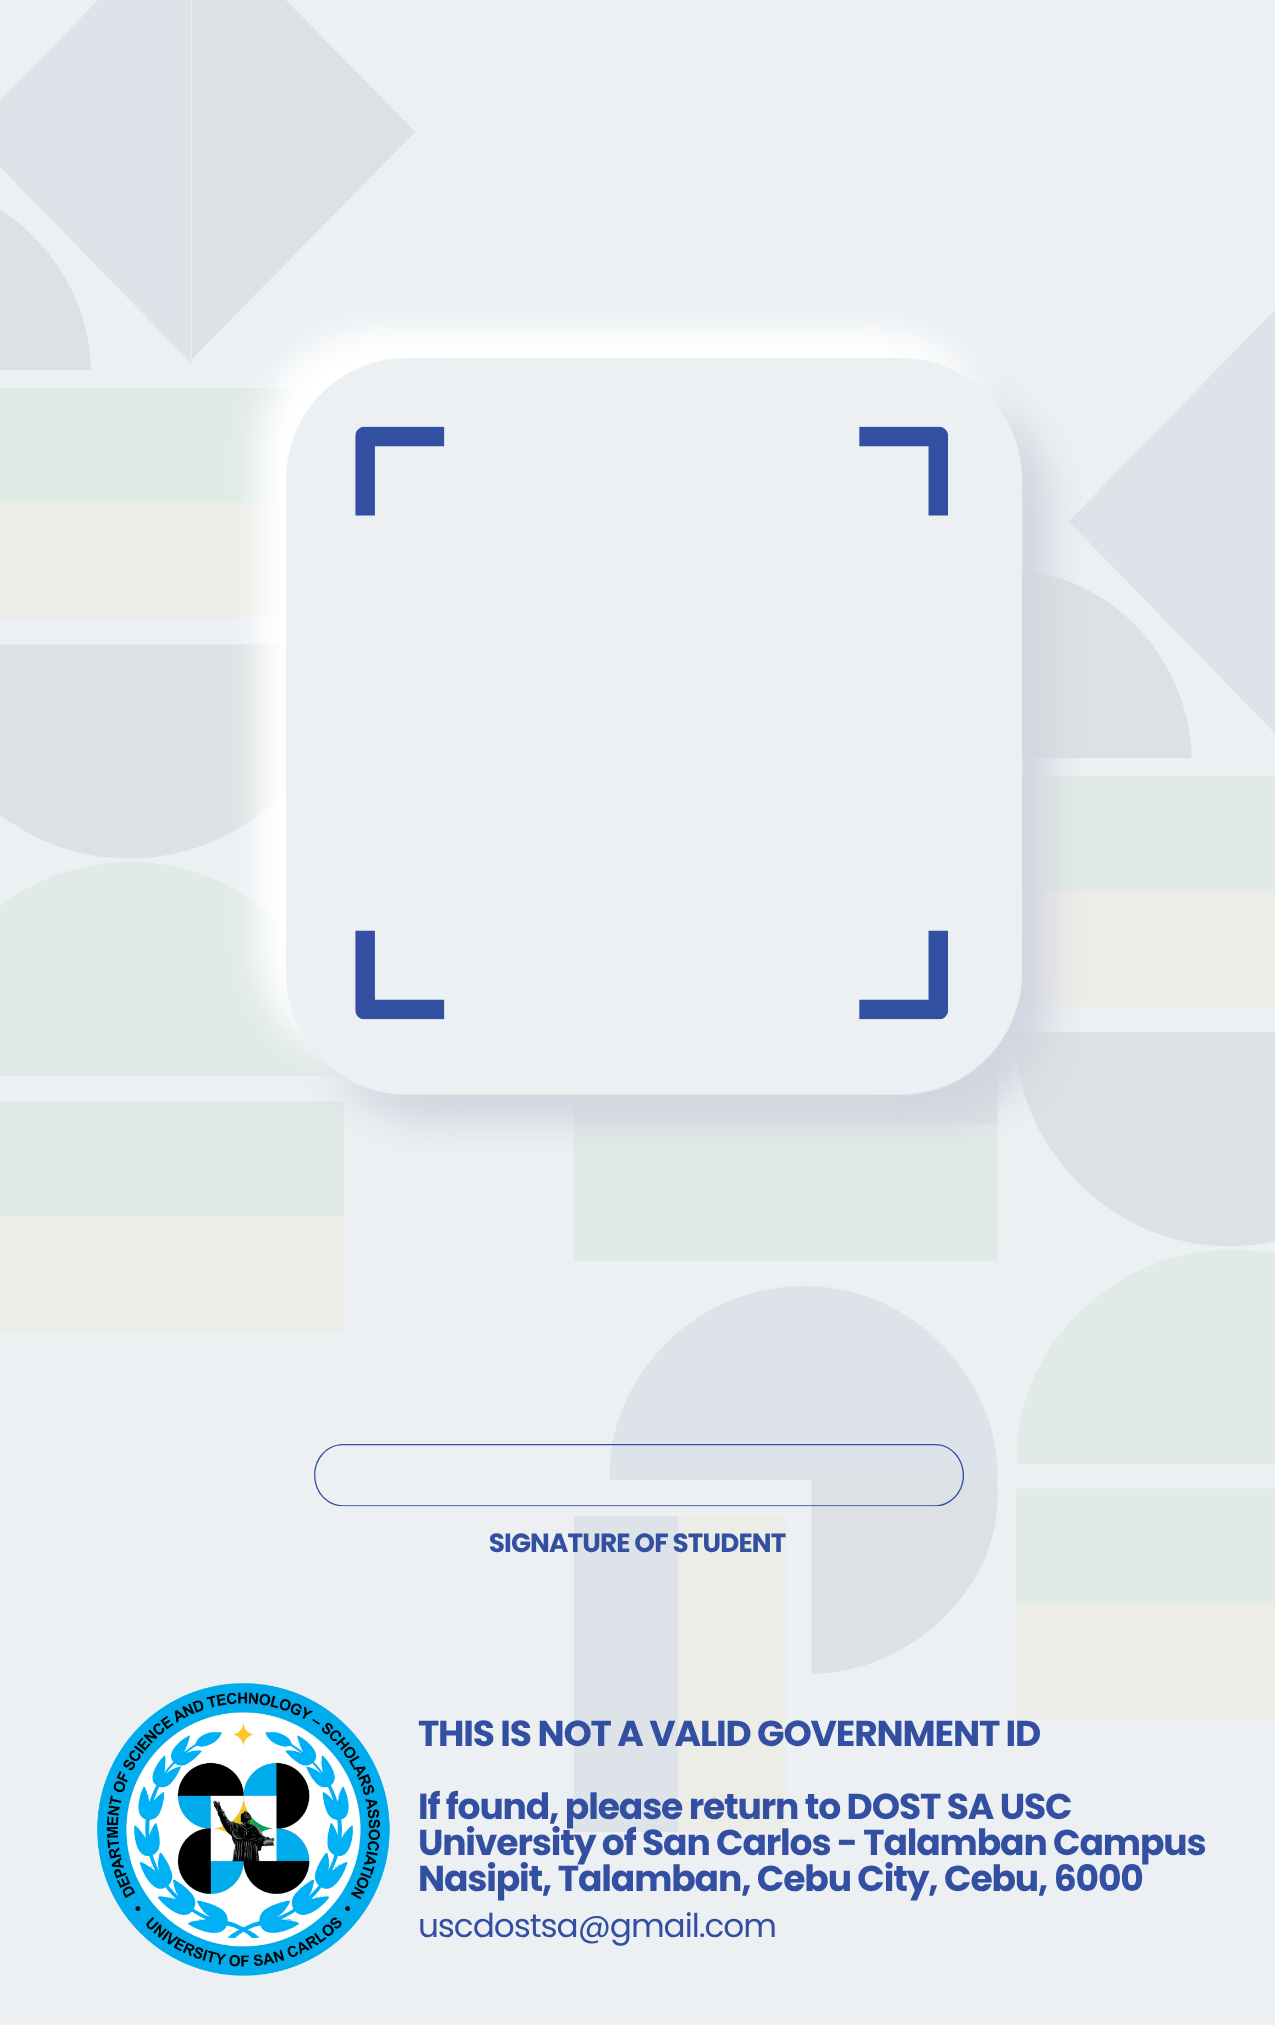 SIGNATURE OF STUDENT
DEPARTMENT OF SCIENCE AND TECHNOLOGY – SCHOLARS ASSOCIATION
• UNIVERSITY OF SAN CARLOS •
THIS IS NOT A VALID GOVERNMENT ID
If found, please return to DOST SA USC
University of San Carlos - Talamban Campus
Nasipit, Talamban, Cebu City, Cebu, 6000
uscdostsa@gmail.com